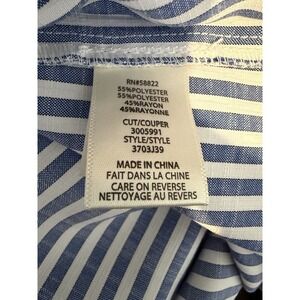 RN#58822
55%POLYESTER
55%POLYESTER
45%RAYON
45%RAYONNE
CUT/COUPER
3005991
STYLE/STYLE
3703J39
MADE IN CHINA
FAIT DANS LA CHINE
CARE ON REVERSE
NETTOYAGE AU REVERS